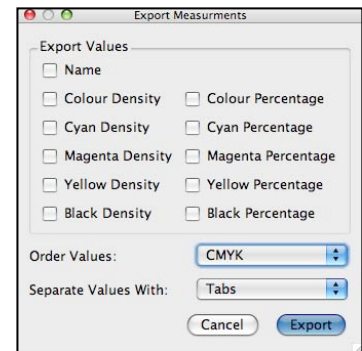 Export Measurments
Export Values
Name
Colour Density Colour Percentage
Cyan Density Cyan Percentage
Magenta Density Magenta Percentage
Yellow Density Yellow Percentage
Black Density Black Percentage
Order Values: CMYK
Separate Values With: Tabs
Cancel Export